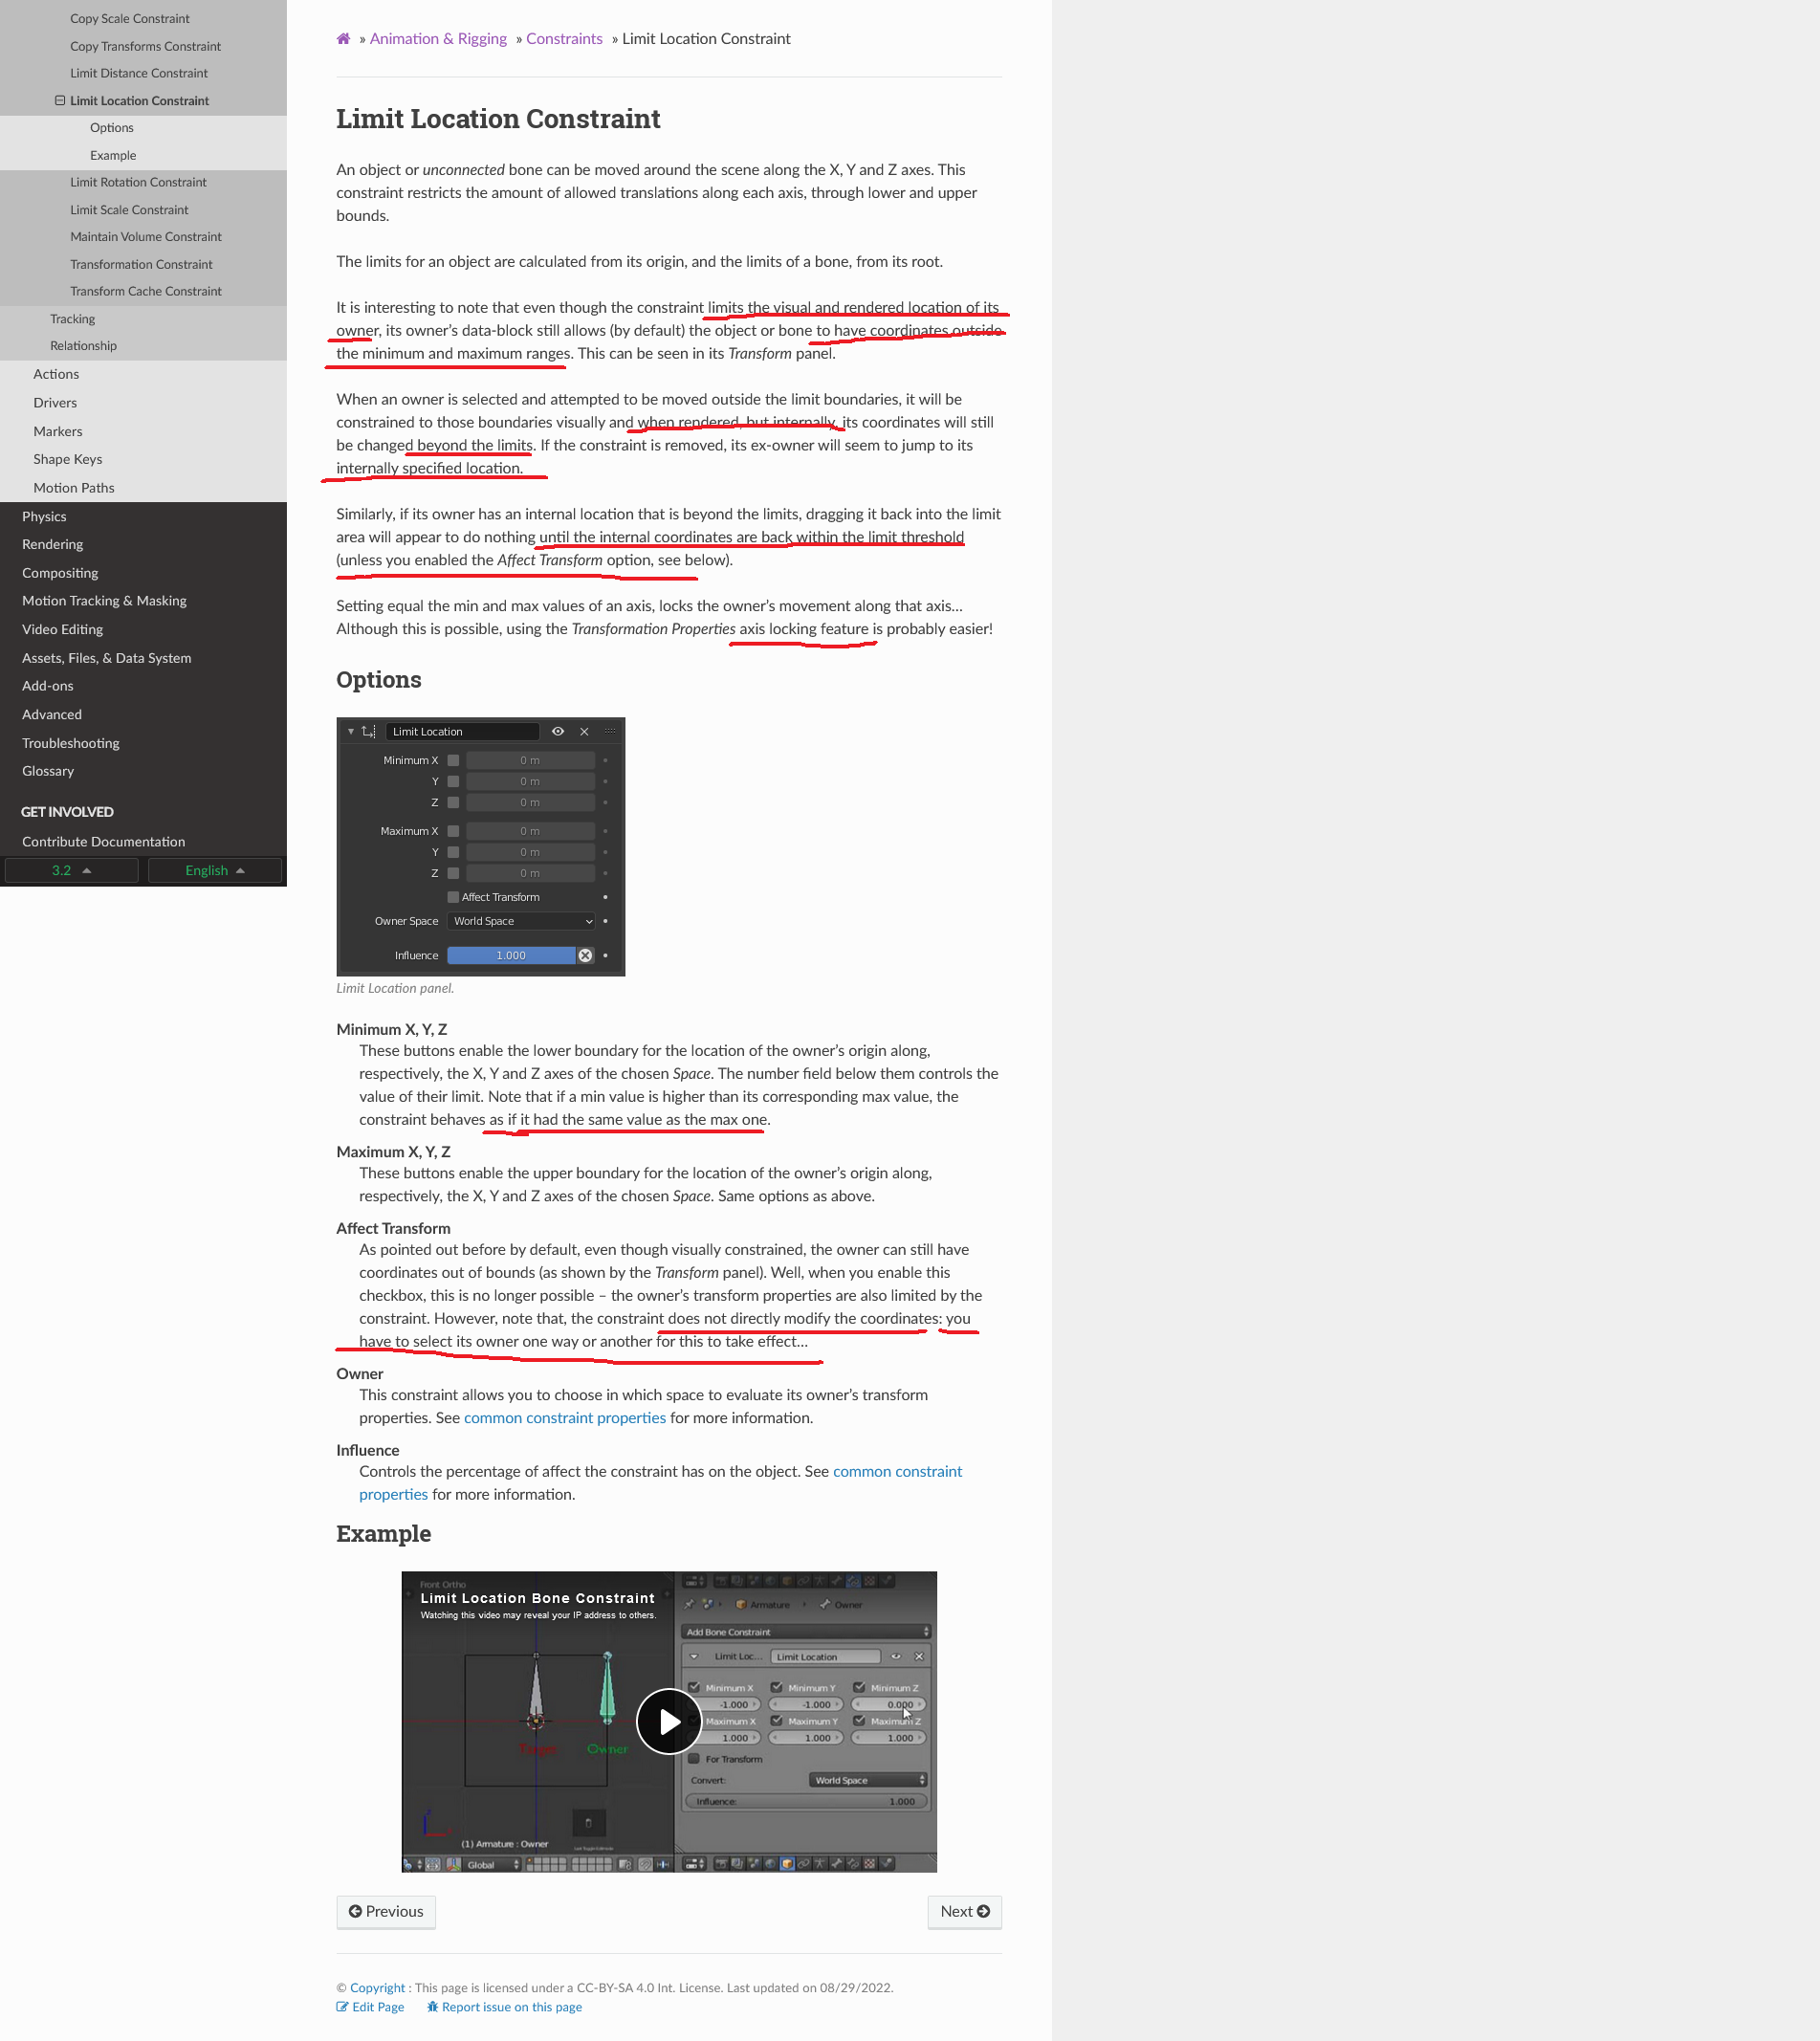 Copy Scale Constraint
Copy Transforms Constraint
Limit Distance Constraint
Limit Location Constraint
Options
Example
Limit Rotation Constraint
Limit Scale Constraint
Maintain Volume Constraint
Transformation Constraint
Transform Cache Constraint
Tracking
Relationship
Actions
Drivers
Markers
Shape Keys
Motion Paths
Physics
Rendering
Compositing
Motion Tracking & Masking
Video Editing
Assets, Files, & Data System
Add-ons
Advanced
Troubleshooting
Glossary
GET INVOLVED
Contribute Documentation
3.2 English
» Animation & Rigging » Constraints » Limit Location Constraint
Limit Location Constraint
An object or unconnected bone can be moved around the scene along the X, Y and Z axes. This
constraint restricts the amount of allowed translations along each axis, through lower and upper
bounds.
The limits for an object are calculated from its origin, and the limits of a bone, from its root.
It is interesting to note that even though the constraint limits the visual and rendered location of its
owner, its owner’s data-block still allows (by default) the object or bone to have coordinates outside
the minimum and maximum ranges. This can be seen in its Transform panel.
When an owner is selected and attempted to be moved outside the limit boundaries, it will be
constrained to those boundaries visually and when rendered, but internally, its coordinates will still
be changed beyond the limits. If the constraint is removed, its ex-owner will seem to jump to its
internally specified location.
Similarly, if its owner has an internal location that is beyond the limits, dragging it back into the limit
area will appear to do nothing until the internal coordinates are back within the limit threshold
(unless you enabled the Affect Transform option, see below).
Setting equal the min and max values of an axis, locks the owner’s movement along that axis…
Although this is possible, using the Transformation Properties axis locking feature is probably easier!
Options
Limit Location
Minimum X 0 m
Y 0 m
Z 0 m
Maximum X 0 m
Y 0 m
Z 0 m
Affect Transform
Owner Space World Space
Influence 1.000
Limit Location panel.
Minimum X, Y, Z
These buttons enable the lower boundary for the location of the owner’s origin along,
respectively, the X, Y and Z axes of the chosen Space. The number field below them controls the
value of their limit. Note that if a min value is higher than its corresponding max value, the
constraint behaves as if it had the same value as the max one.
Maximum X, Y, Z
These buttons enable the upper boundary for the location of the owner’s origin along,
respectively, the X, Y and Z axes of the chosen Space. Same options as above.
Affect Transform
As pointed out before by default, even though visually constrained, the owner can still have
coordinates out of bounds (as shown by the Transform panel). Well, when you enable this
checkbox, this is no longer possible – the owner’s transform properties are also limited by the
constraint. However, note that, the constraint does not directly modify the coordinates: you
have to select its owner one way or another for this to take effect…
Owner
This constraint allows you to choose in which space to evaluate its owner’s transform
properties. See common constraint properties for more information.
Influence
Controls the percentage of affect the constraint has on the object. See common constraint
properties for more information.
Example
Front Ortho
Limit Location Bone Constraint
Watching this video may reveal your IP address to others.
Target Owner
(1) Armature : Owner
Global
Armature Owner
Add Bone Constraint
Limit Loc... Limit Location
Minimum X Minimum Y Minimum Z
-1.000 -1.000 0.000
Maximum X Maximum Y Maximum Z
1.000 1.000 1.000
For Transform
Convert: World Space
Influence: 1.000
Previous Next
© Copyright : This page is licensed under a CC-BY-SA 4.0 Int. License. Last updated on 08/29/2022.
Edit Page Report issue on this page